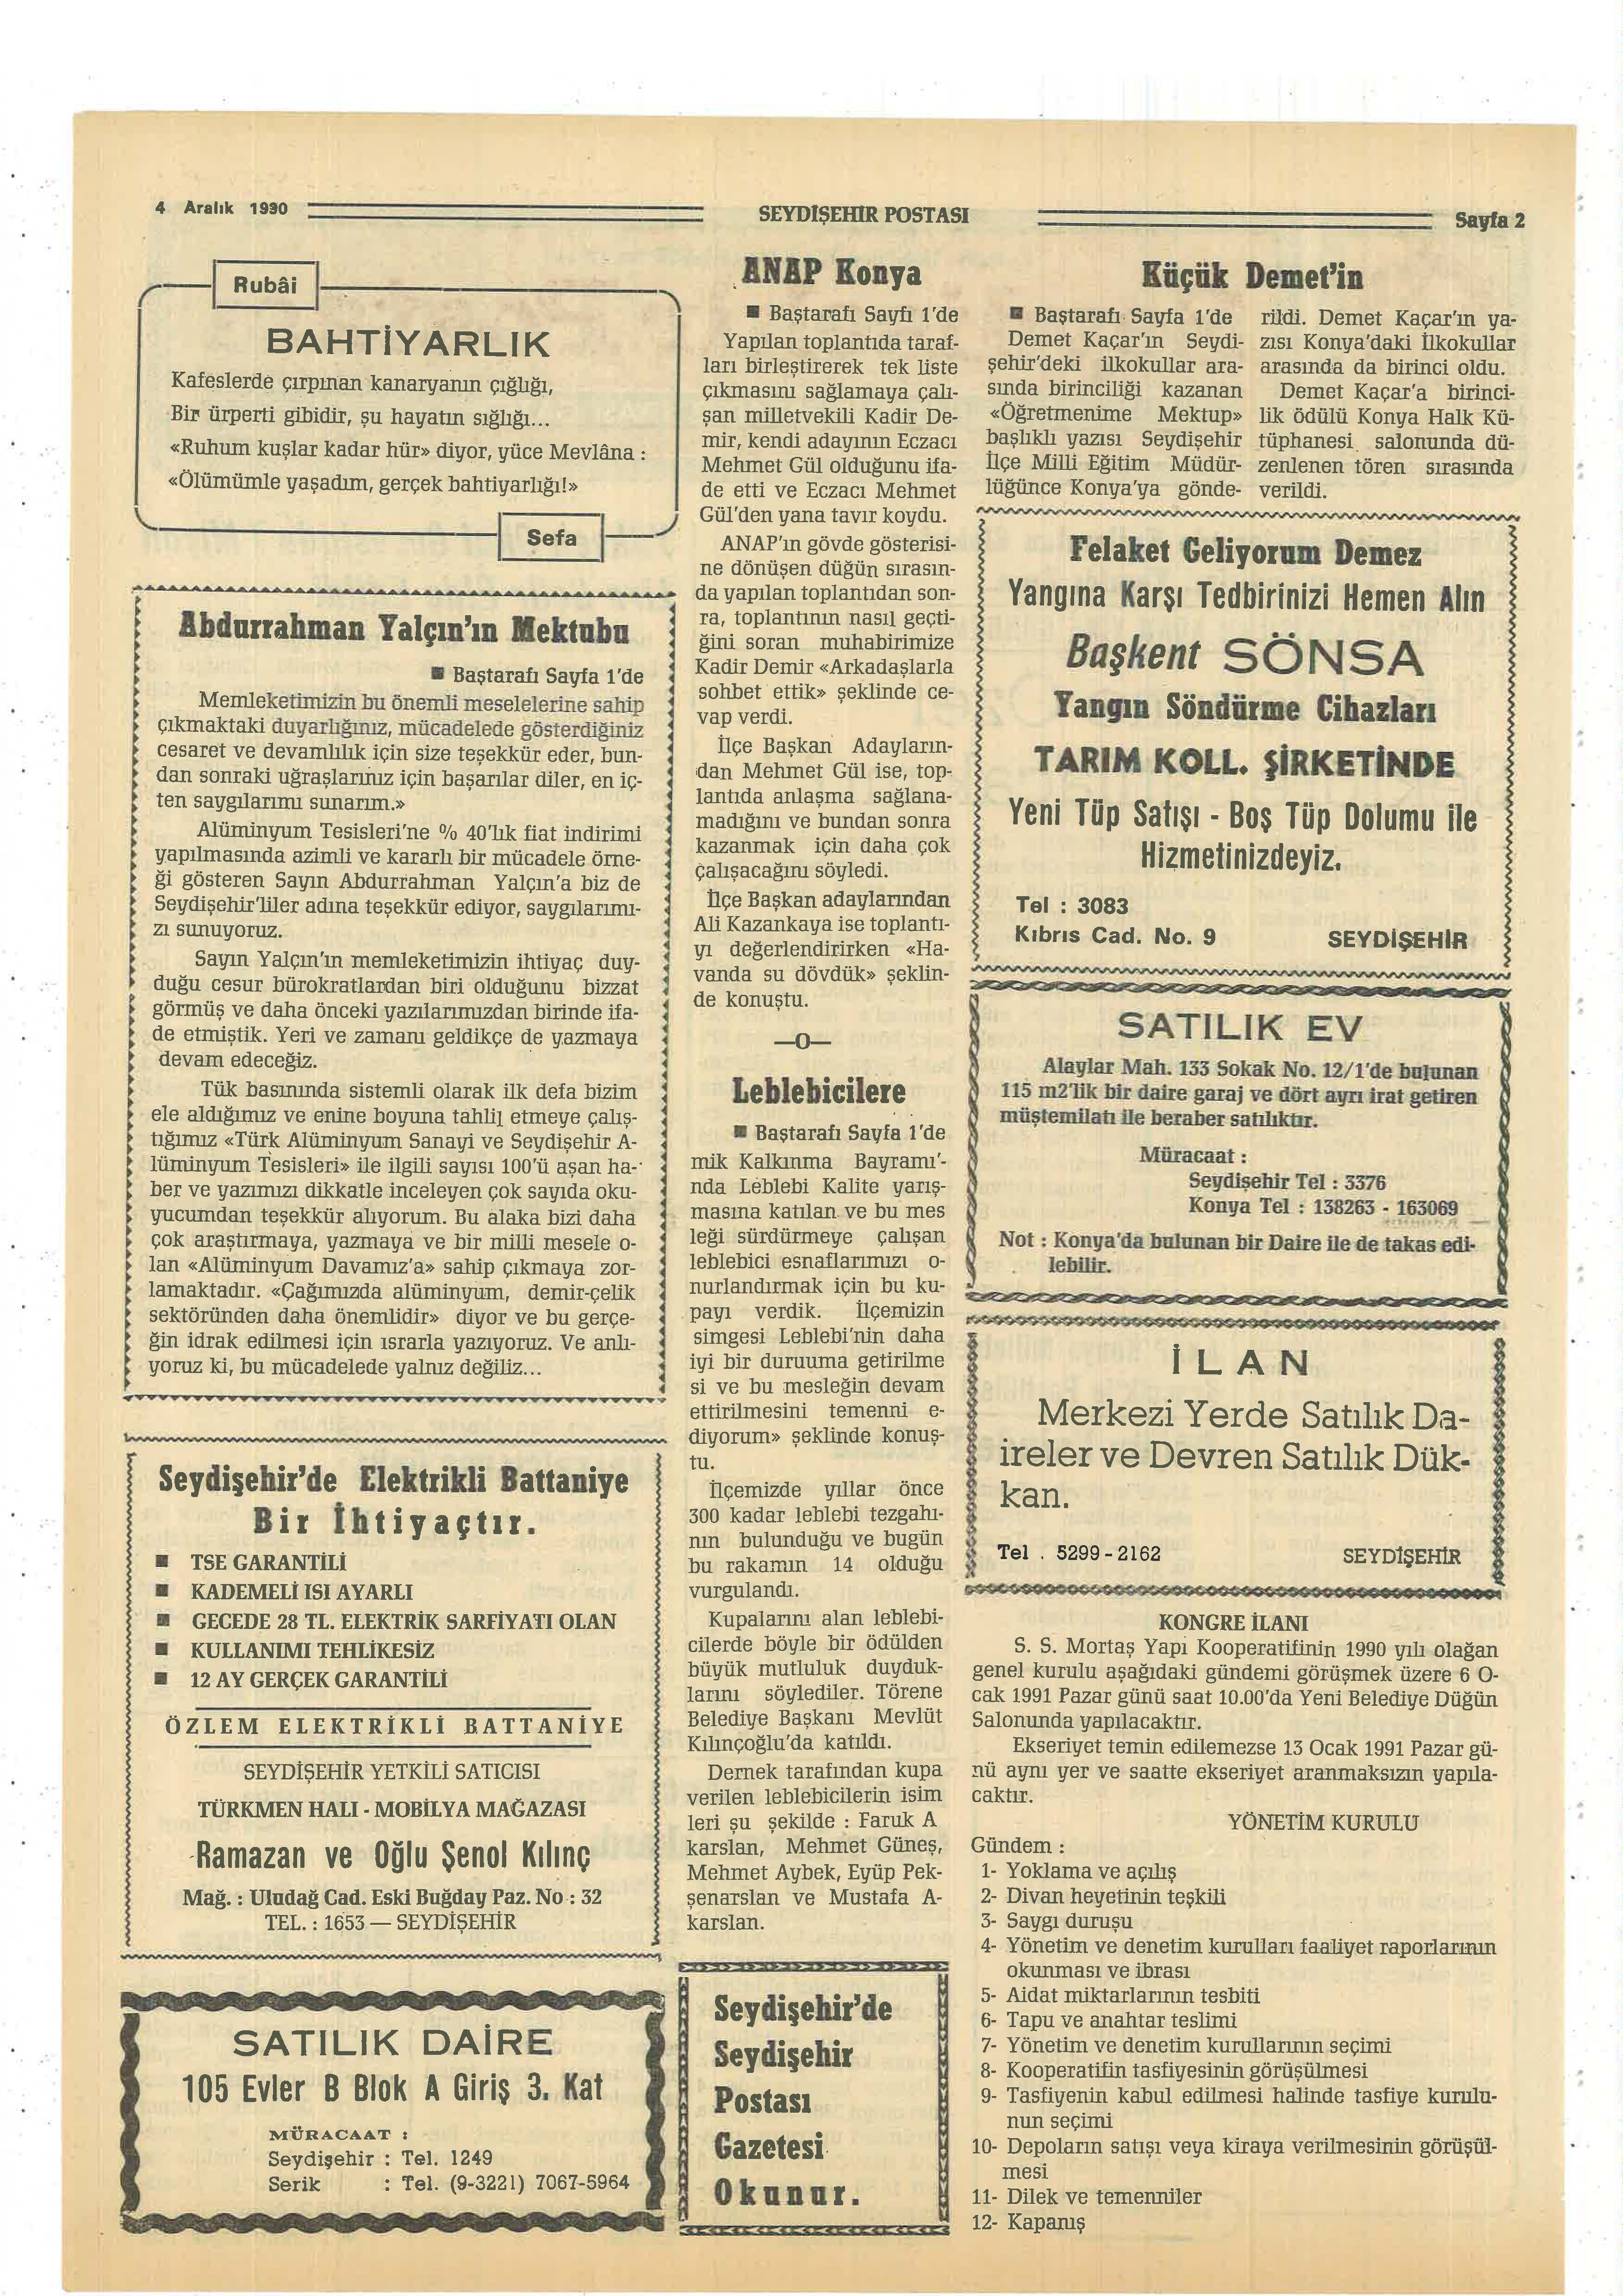 4 Aralık 1990
SEYDİŞEHİR POSTASI
Sayfa 2
Rubâi
BAHTİYARLIK
Kafeslerde çırpınan kanaryanın çığlığı,
Bir ürperti gibidir, şu hayatın sığlığı...
«Ruhum kuşlar kadar hür» diyor, yüce Mevlâna :
«Ölümümle yaşadım, gerçek bahtiyarlığı!»
Sefa
Abdurrahman Yalçın'ın Mektubu
■ Baştarafı Sayfa 1'de
Memleketimizin bu önemli meselelerine sahip
çıkmaktaki duyarlığınız, mücadelede gösterdiğiniz
cesaret ve devamlılık için size teşekkür eder, bun-
dan sonraki uğraşlarınız için başarılar diler, en iç-
ten saygılarımı sunarım.»
Alüminyum Tesisleri'ne % 40'lık fiat indirimi
yapılmasında azimli ve kararlı bir mücadele örne-
ği gösteren Sayın Abdurrahman Yalçın'a biz de
Seydişehir'liler adına teşekkür ediyor, saygılarımı-
zı sunuyoruz.
Sayın Yalçın'ın memleketimizin ihtiyaç duy-
duğu cesur bürokratlardan biri olduğunu bizzat
görmüş ve daha önceki yazılarımızdan birinde ifa-
de etmiştik. Yeri ve zamanı geldikçe de yazmaya
devam edeceğiz.
Tük basınında sistemli olarak ilk defa bizim
ele aldığımız ve enine boyuna tahlil etmeye çalış-
tığımız «Türk Alüminyum Sanayi ve Seydişehir A-
lüminyum Tesisleri» ile ilgili sayısı 100'ü aşan ha-
ber ve yazımızı dikkatle inceleyen çok sayıda oku-
yucumdan teşekkür alıyorum. Bu alaka bizi daha
çok araştırmaya, yazmaya ve bir milli mesele o-
lan «Alüminyum Davamız'a» sahip çıkmaya zor-
lamaktadır. «Çağımızda alüminyum, demir-çelik
sektöründen daha önemlidir» diyor ve bu gerçe-
ğin idrak edilmesi için ısrarla yazıyoruz. Ve anlı-
yoruz ki, bu mücadelede yalnız değiliz...
Seydişehir'de Elektrikli Battaniye
Bir İhtiyaçtır.
■ TSE GARANTİLİ
■ KADEMELİ ISI AYARLI
■ GECEDE 28 TL. ELEKTRİK SARFİYATI OLAN
■ KULLANIMI TEHLİKESİZ
■ 12 AY GERÇEK GARANTİLİ
ÖZLEM ELEKTRİKLİ BATTANİYE
SEYDİŞEHİR YETKİLİ SATICISI
TÜRKMEN HALI - MOBİLYA MAĞAZASI
Ramazan ve Oğlu Şenol Kılınç
Mağ. : Uludağ Cad. Eski Buğday Paz. No : 32
TEL. : 1653 — SEYDİŞEHİR
SATILIK DAİRE
105 Evler B Blok A Giriş 3. Kat
MÜRACAAT :
Seydişehir : Tel. 1249
Serik : Tel. (9-3221) 7067-5964
ANAP Konya
■ Baştarafı Sayfı 1'de
Yapılan toplantıda taraf-
ları birleştirerek tek liste
çıkmasını sağlamaya çalı-
şan milletvekili Kadir De-
mir, kendi adayının Eczacı
Mehmet Gül olduğunu ifa-
de etti ve Eczacı Mehmet
Gül'den yana tavır koydu.
ANAP'ın gövde gösterisi-
ne dönüşen düğün sırasın-
da yapılan toplantıdan son-
ra, toplantının nasıl geçti-
ğini soran muhabirimize
Kadir Demir «Arkadaşlarla
sohbet ettik» şeklinde ce-
vap verdi.
İlçe Başkan Adayların-
dan Mehmet Gül ise, top-
lantıda anlaşma sağlana-
madığını ve bundan sonra
kazanmak için daha çok
çalışacağını söyledi.
İlçe Başkan adaylarından
Ali Kazankaya ise toplantı-
yı değerlendirirken «Ha-
vanda su dövdük» şeklin-
de konuştu.
—o—
Leblebicilere
■ Baştarafı Sayfa 1'de
mik Kalkınma Bayramı'-
nda Leblebi Kalite yarış-
masına katılan ve bu mes
leği sürdürmeye çalışan
leblebici esnaflarımızı o-
nurlandırmak için bu ku-
payı verdik. İlçemizin
simgesi Leblebi'nin daha
iyi bir duruuma getirilme
si ve bu mesleğin devam
ettirilmesini temenni e-
diyorum» şeklinde konuş-
tu.
İlçemizde yıllar önce
300 kadar leblebi tezgahı-
nın bulunduğu ve bugün
bu rakamın 14 olduğu
vurgulandı.
Kupalarını alan leblebi-
cilerde böyle bir ödülden
büyük mutluluk duyduk-
larını söylediler. Törene
Belediye Başkanı Mevlüt
Kılınçoğlu'da katıldı.
Dernek tarafından kupa
verilen leblebicilerin isim
leri şu şekilde : Faruk A
karslan, Mehmet Güneş,
Mehmet Aybek, Eyüp Pek-
şenarslan ve Mustafa A-
karslan.
Seydişehir'de
Seydişehir
Postası
Gazetesi
Okunur.
Küçük Demet'in
■ Baştarafı Sayfa 1'de
Demet Kaçar'ın Seydi-
şehir'deki ilkokullar ara-
sında birinciliği kazanan
«Öğretmenime Mektup»
başlıklı yazısı Seydişehir
İlçe Milli Eğitim Müdür-
lüğünce Konya'ya gönde-
rildi. Demet Kaçar'ın ya-
zısı Konya'daki İlkokullar
arasında da birinci oldu.
Demet Kaçar'a birinci-
lik ödülü Konya Halk Kü-
tüphanesi salonunda dü-
zenlenen tören sırasında
verildi.
Felaket Geliyorum Demez
Yangına Karşı Tedbirinizi Hemen Alın
Başkent SÖNSA
Yangın Söndürme Cihazları
TARIM KOLL. ŞİRKETİNDE
Yeni Tüp Satışı - Boş Tüp Dolumu ile
Hizmetinizdeyiz.
Tel : 3083
Kıbrıs Cad. No. 9 SEYDİŞEHİR
SATILIK EV
Alaylar Mah. 133 Sokak No. 12/1'de bulunan
115 m2'lik bir daire garaj ve dört ayrı irat getiren
müştemilatı ile beraber satılıktır.
Müracaat :
Seydişehir Tel : 3376
Konya Tel : 138263 - 163069
Not : Konya'da bulunan bir Daire ile de takas edi-
lebilir.
İLAN
Merkezi Yerde Satılık Da-
ireler ve Devren Satılık Dük-
kan.
Tel . 5299-2162 SEYDİŞEHİR
KONGRE İLANI
S. S. Mortaş Yapı Kooperatifinin 1990 yılı olağan
genel kurulu aşağıdaki gündemi görüşmek üzere 6 O-
cak 1991 Pazar günü saat 10.00'da Yeni Belediye Düğün
Salonunda yapılacaktır.
Ekseriyet temin edilemezse 13 Ocak 1991 Pazar gü-
nü aynı yer ve saatte ekseriyet aranmaksızın yapıla-
caktır.
YÖNETİM KURULU
Gündem :
1- Yoklama ve açılış
2- Divan heyetinin teşkili
3- Saygı duruşu
4- Yönetim ve denetim kurulları faaliyet raporlarının
okunması ve ibrası
5- Aidat miktarlarının tesbiti
6- Tapu ve anahtar teslimi
7- Yönetim ve denetim kurullarının seçimi
8- Kooperatifin tasfiyesinin görüşülmesi
9- Tasfiyenin kabul edilmesi halinde tasfiye kurulu-
nun seçimi
10- Depoların satışı veya kiraya verilmesinin görüşül-
mesi
11- Dilek ve temenniler
12- Kapanış